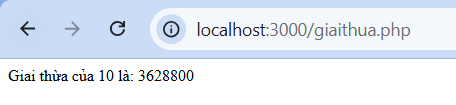 localhost:3000/giaithua.php
Giai thừa của 10 là: 3628800